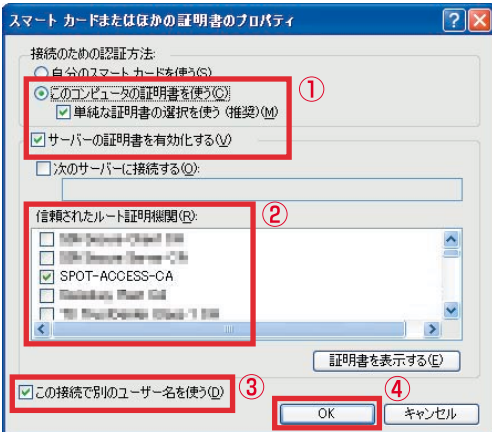 スマート カードまたはほかの証明書のプロパティ
接続のための認証方法:
自分のスマート カードを使う(S)
①
このコンピュータの証明書を使う(C)
単純な証明書の選択を使う (推奨)(M)
サーバーの証明書を有効化する(V)
次のサーバーに接続する(O):
②
信頼されたルート証明機関(R):
SPOT-ACCESS-CA
証明書を表示する(E)
③
この接続で別のユーザー名を使う(D)
④
OK
キャンセル